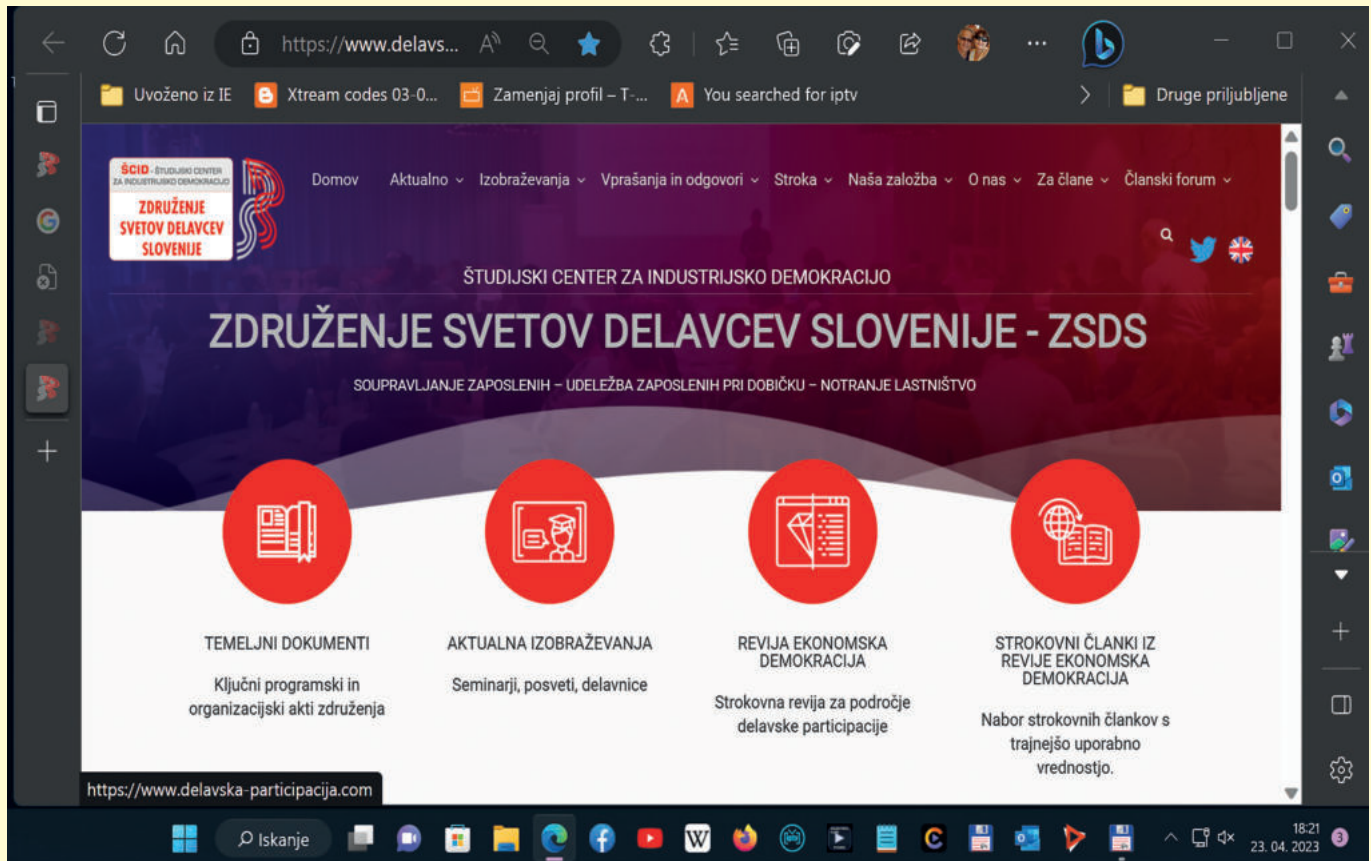 https://www.delavs...
Uvoženo iz IE
Xtream codes 03-0...
Zamenjaj profil – T-...
You searched for iptv
Druge priljubljene
ŠCID - ŠTUDIJSKI CENTER
ZA INDUSTRIJSKO DEMOKRACIJO
ZDRUŽENJE
SVETOV DELAVCEV
SLOVENIJE
Domov
Aktualno
Izobraževanja
Vprašanja in odgovori
Stroka
Naša založba
O nas
Za člane
Članski forum
ŠTUDIJSKI CENTER ZA INDUSTRIJSKO DEMOKRACIJO
ZDRUŽENJE SVETOV DELAVCEV SLOVENIJE - ZSDS
SOUPRAVLJANJE ZAPOSLENIH – UDELEŽBA ZAPOSLENIH PRI DOBIČKU – NOTRANJE LASTNIŠTVO
TEMELJNI DOKUMENTI
Ključni programski in
organizacijski akti združenja
AKTUALNA IZOBRAŽEVANJA
Seminarji, posveti, delavnice
REVIJA EKONOMSKA
DEMOKRACIJA
Strokovna revija za področje
delavske participacije
STROKOVNI ČLANKI IZ
REVIJE EKONOMSKA
DEMOKRACIJA
Nabor strokovnih člankov s
trajnejšo uporabno
vrednostjo.
https://www.delavska-participacija.com
Iskanje
18:21
23. 04. 2023
3